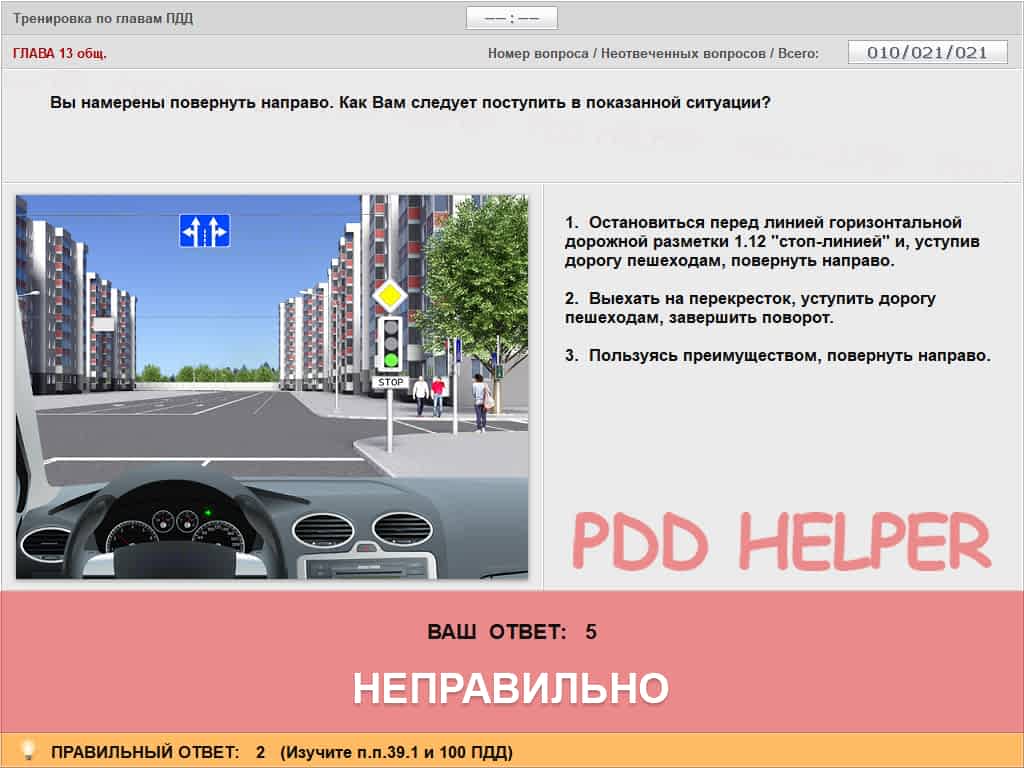 Тренировка по главам ПДД
—— : ——
ГЛАВА 13 общ.
Номер вопроса / Неотвеченных вопросов / Всего:
010/021/021
Вы намерены повернуть направо. Как Вам следует поступить в показанной ситуации?
STOP
1. Остановиться перед линией горизонтальной
дорожной разметки 1.12 "стоп-линией" и, уступив
дорогу пешеходам, повернуть направо.
2. Выехать на перекресток, уступить дорогу
пешеходам, завершить поворот.
3. Пользуясь преимуществом, повернуть направо.
PDD HELPER
ВАШ ОТВЕТ: 5
НЕПРАВИЛЬНО
ПРАВИЛЬНЫЙ ОТВЕТ: 2 (Изучите п.п.39.1 и 100 ПДД)